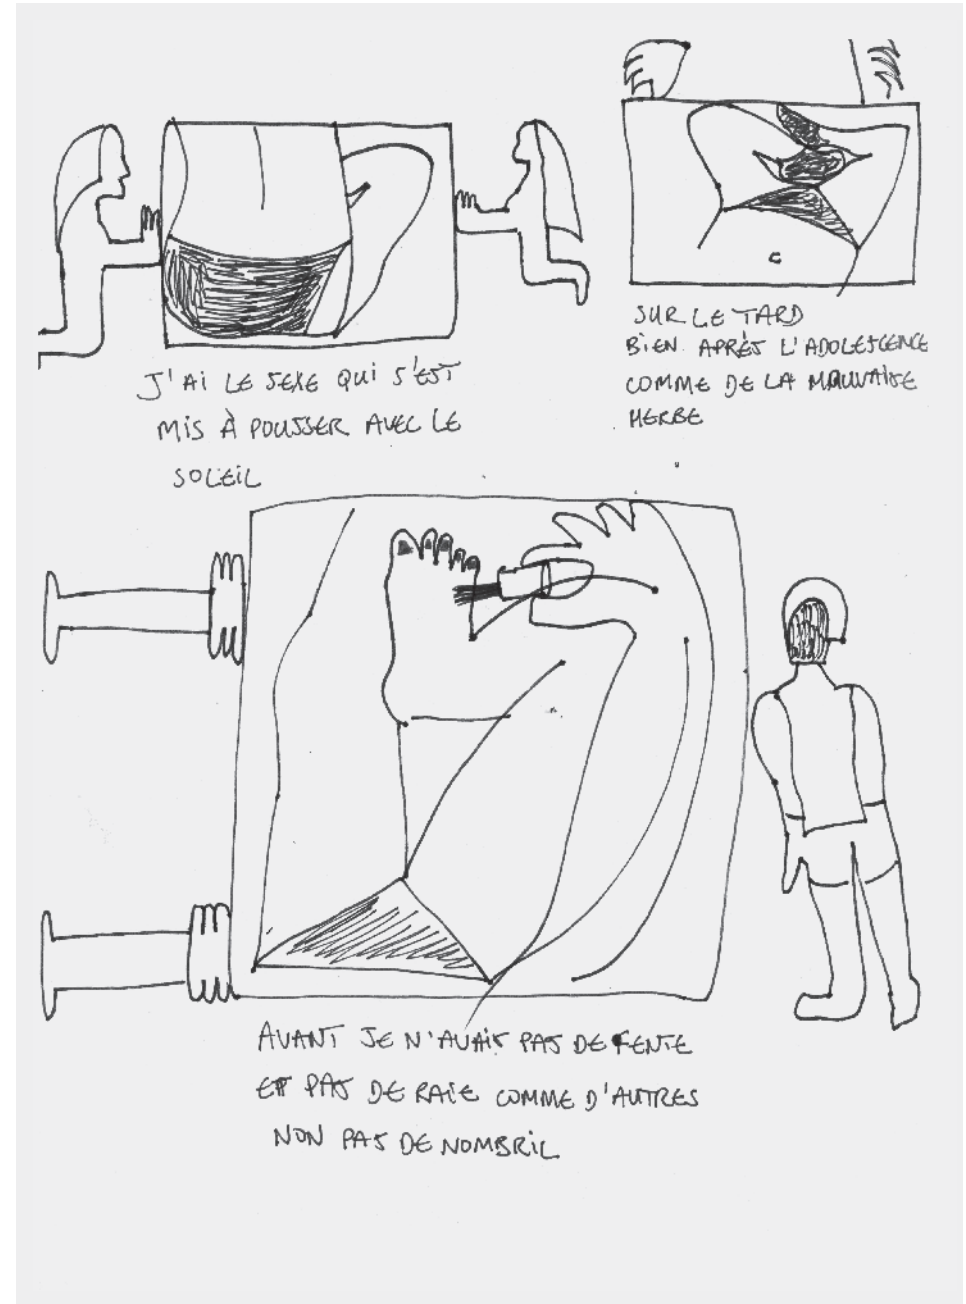 J'AI LE SEXE QUI S'EST
MIS À POUSSER AVEC LE
SOLEIL
SUR LE TARD
BIEN APRÈS L'ADOLESCENCE
COMME DE LA MAUVAISE
HERBE
AVANT JE N'AVAIS PAS DE FENTE
ET PAS DE RAIE COMME D'AUTRES
NON PAS DE NOMBRIL